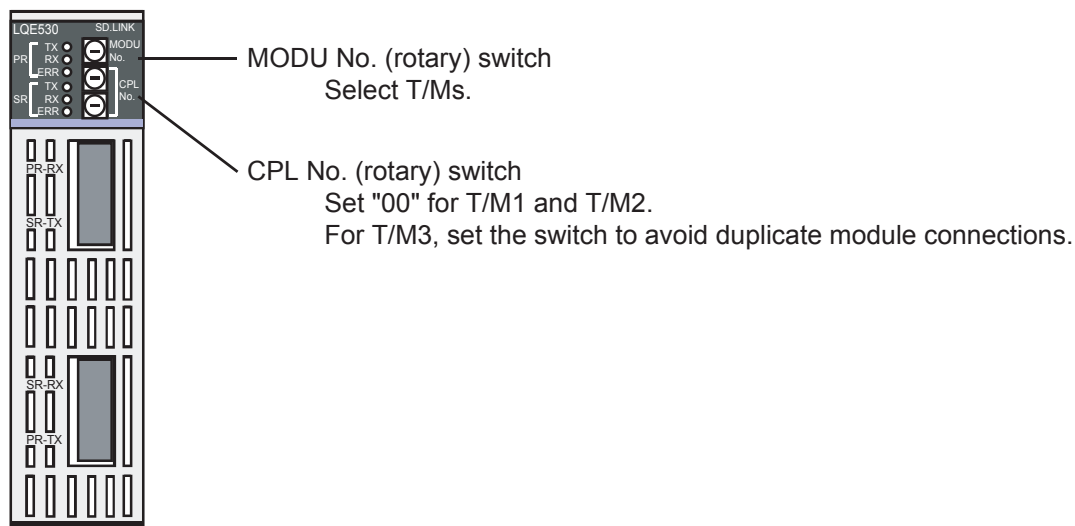 LQE530 SD.LINK
PR
TX
RX
ERR
SR
TX
RX
ERR
MODU
No.
CPL
No.
PR-RX
SR-TX
SR-RX
PR-TX
MODU No. (rotary) switch
Select T/Ms.
CPL No. (rotary) switch
Set "00" for T/M1 and T/M2.
For T/M3, set the switch to avoid duplicate module connections.